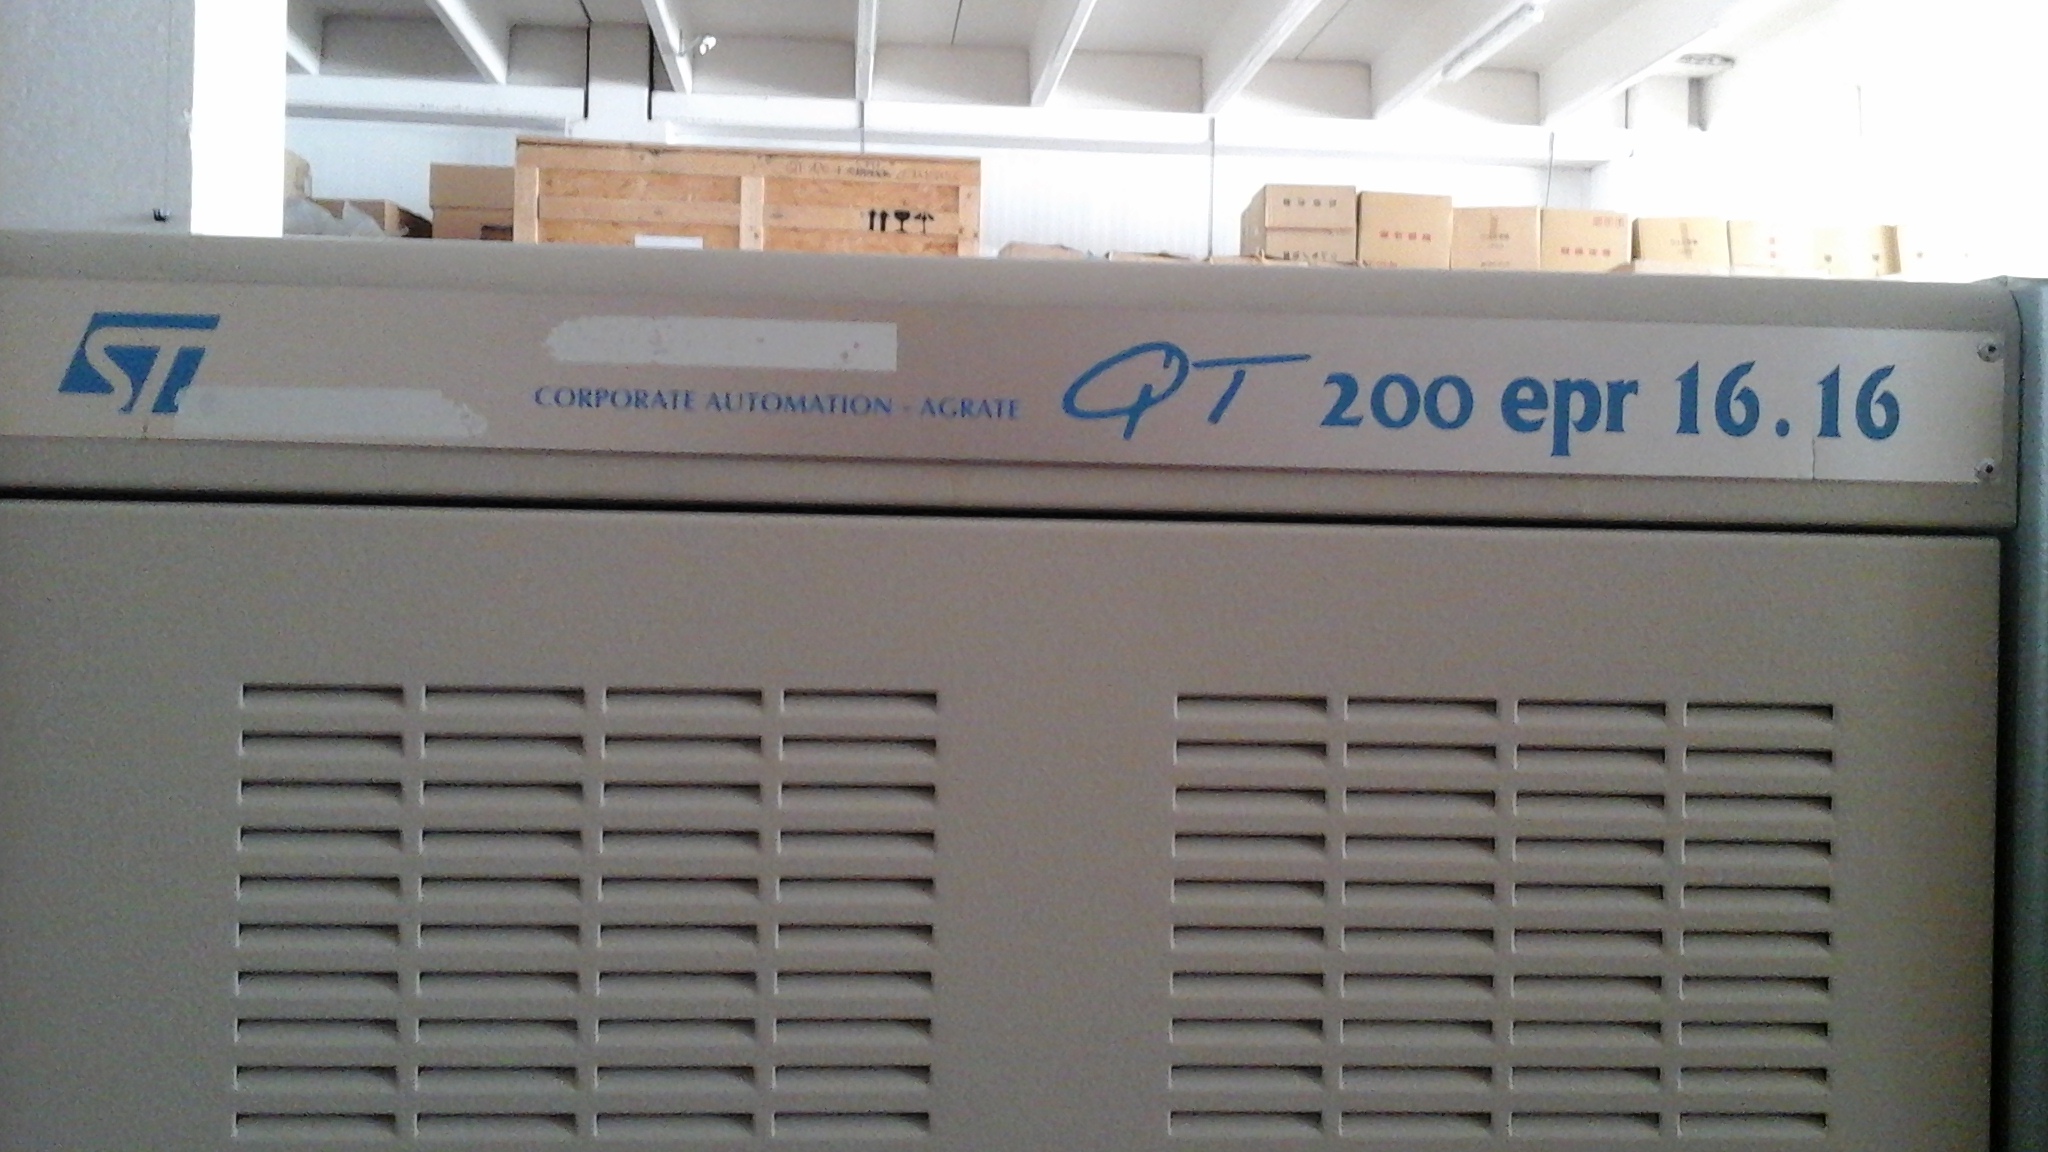 ST
CORPORATE AUTOMATION - AGRATE
QT 200 epr 16.16